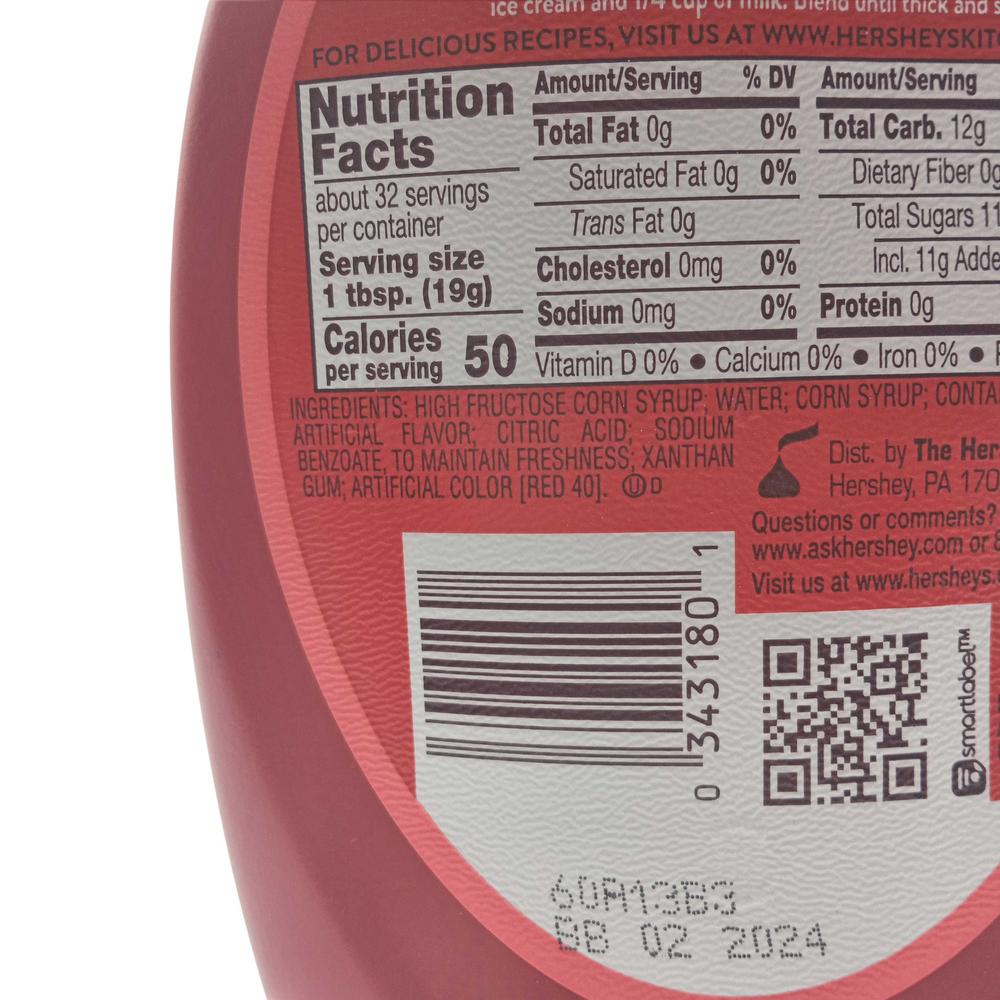 ice cream and 1/4 cup of milk. Blend until thick and s
FOR DELICIOUS RECIPES, VISIT US AT WWW.HERSHEYSKIT
Nutrition
Facts
about 32 servings
per container
Serving size
1 tbsp. (19g)
Calories
per serving 50
Amount/Serving % DV
Total Fat 0g 0%
Saturated Fat 0g 0%
Trans Fat 0g
Cholesterol 0mg 0%
Sodium 0mg 0%
Amount/Serving
Total Carb. 12g
Dietary Fiber 0g
Total Sugars 11
Incl. 11g Adde
Protein 0g
Vitamin D 0% • Calcium 0% • Iron 0% •
INGREDIENTS: HIGH FRUCTOSE CORN SYRUP; WATER; CORN SYRUP; CONTA
ARTIFICIAL FLAVOR; CITRIC ACID; SODIUM
BENZOATE, TO MAINTAIN FRESHNESS; XANTHAN
GUM; ARTIFICIAL COLOR [RED 40]. U D
Dist. by The Her
Hershey, PA 170
Questions or comments?
www.askhershey.com or 8
Visit us at www.hersheys.
0 343180 1
smartlabel™
60A13B3
02 2024